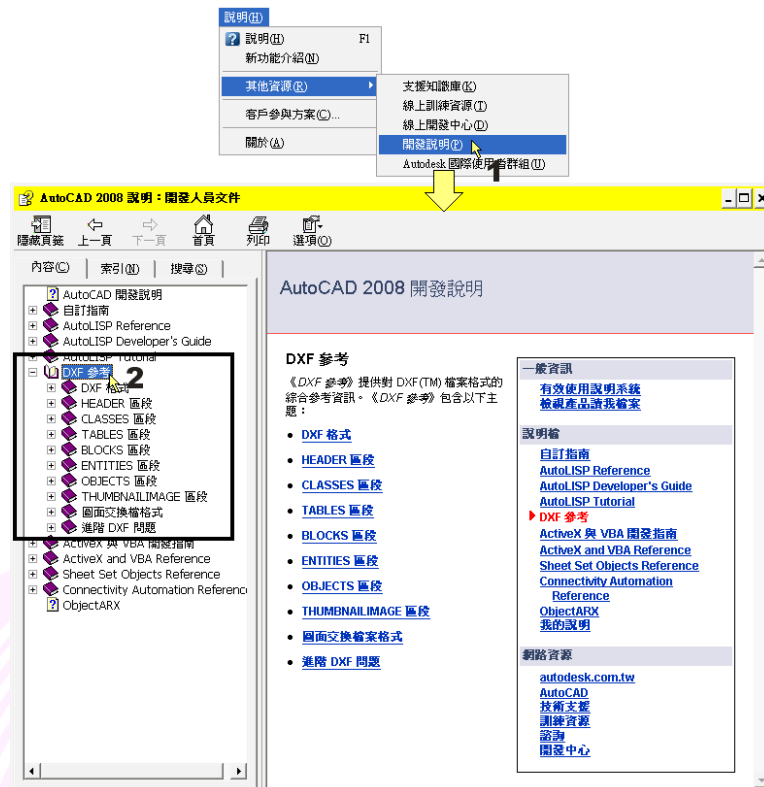 說明(H)
說明(H) F1
新功能介紹(N)
其他資源(R)
客戶參與方案(C)...
關於(A)
支援知識庫(K)
線上訓練資源(T)
線上開發中心(D)
開發說明(P)
Autodesk 國際使用者群組(U)
1
AutoCAD 2008 說明：開發人員文件
隱藏頁籤 上一頁 下一頁 首頁 列印 選項(O)
內容(C) 索引(N) 搜尋(S)
AutoCAD 開發說明
自訂指南
AutoLISP Reference
AutoLISP Developer's Guide
AutoLISP Tutorial
DXF 參考
2
DXF 格式
HEADER 區段
CLASSES 區段
TABLES 區段
BLOCKS 區段
ENTITIES 區段
OBJECTS 區段
THUMBNAILIMAGE 區段
圖面交換檔格式
進階 DXF 問題
ActiveX 與 VBA 開發指南
ActiveX and VBA Reference
Sheet Set Objects Reference
Connectivity Automation Referenc
ObjectARX
AutoCAD 2008 開發說明
DXF 參考
《DXF 參考》提供對 DXF(TM) 檔案格式的
綜合參考資訊。《DXF 參考》包含以下主
題：
• DXF 格式
• HEADER 區段
• CLASSES 區段
• TABLES 區段
• BLOCKS 區段
• ENTITIES 區段
• OBJECTS 區段
• THUMBNAILIMAGE 區段
• 圖面交換檔案格式
• 進階 DXF 問題
一般資訊
有效使用說明系統
檢視產品讀我檔案
說明檔
自訂指南
AutoLISP Reference
AutoLISP Developer's Guide
AutoLISP Tutorial
DXF 參考
ActiveX 與 VBA 開發指南
ActiveX and VBA Reference
Sheet Set Objects Reference
Connectivity Automation
Reference
ObjectARX
我的說明
網路資源
autodesk.com.tw
AutoCAD
技術支援
訓練資源
諮詢
開發中心